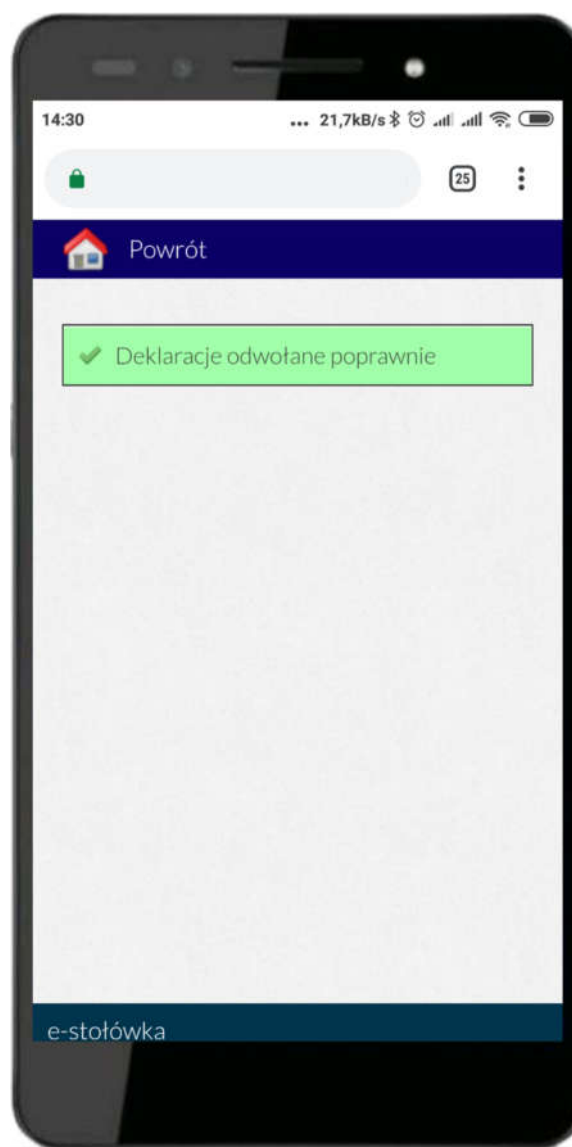 14:30
... 21,7kB/s
25
Powrót
Deklaracje odwołane poprawnie
e-stołówka